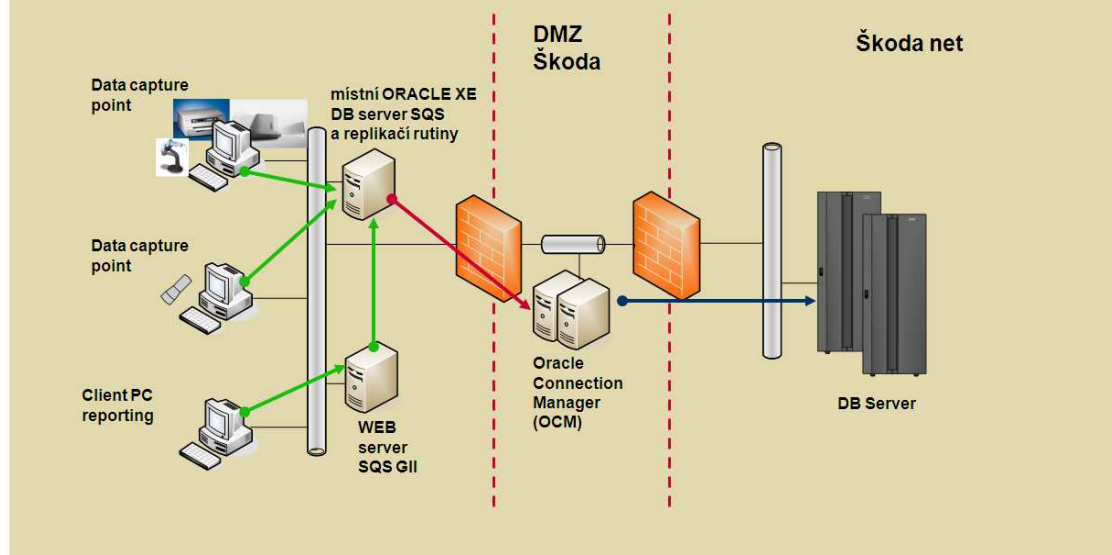 DMZ
Škoda
Škoda net
Data capture
point
místní ORACLE XE
DB server SQS
a replikačí rutiny
Data capture
point
Client PC
reporting
WEB
server
SQS GII
Oracle
Connection
Manager
(OCM)
DB Server